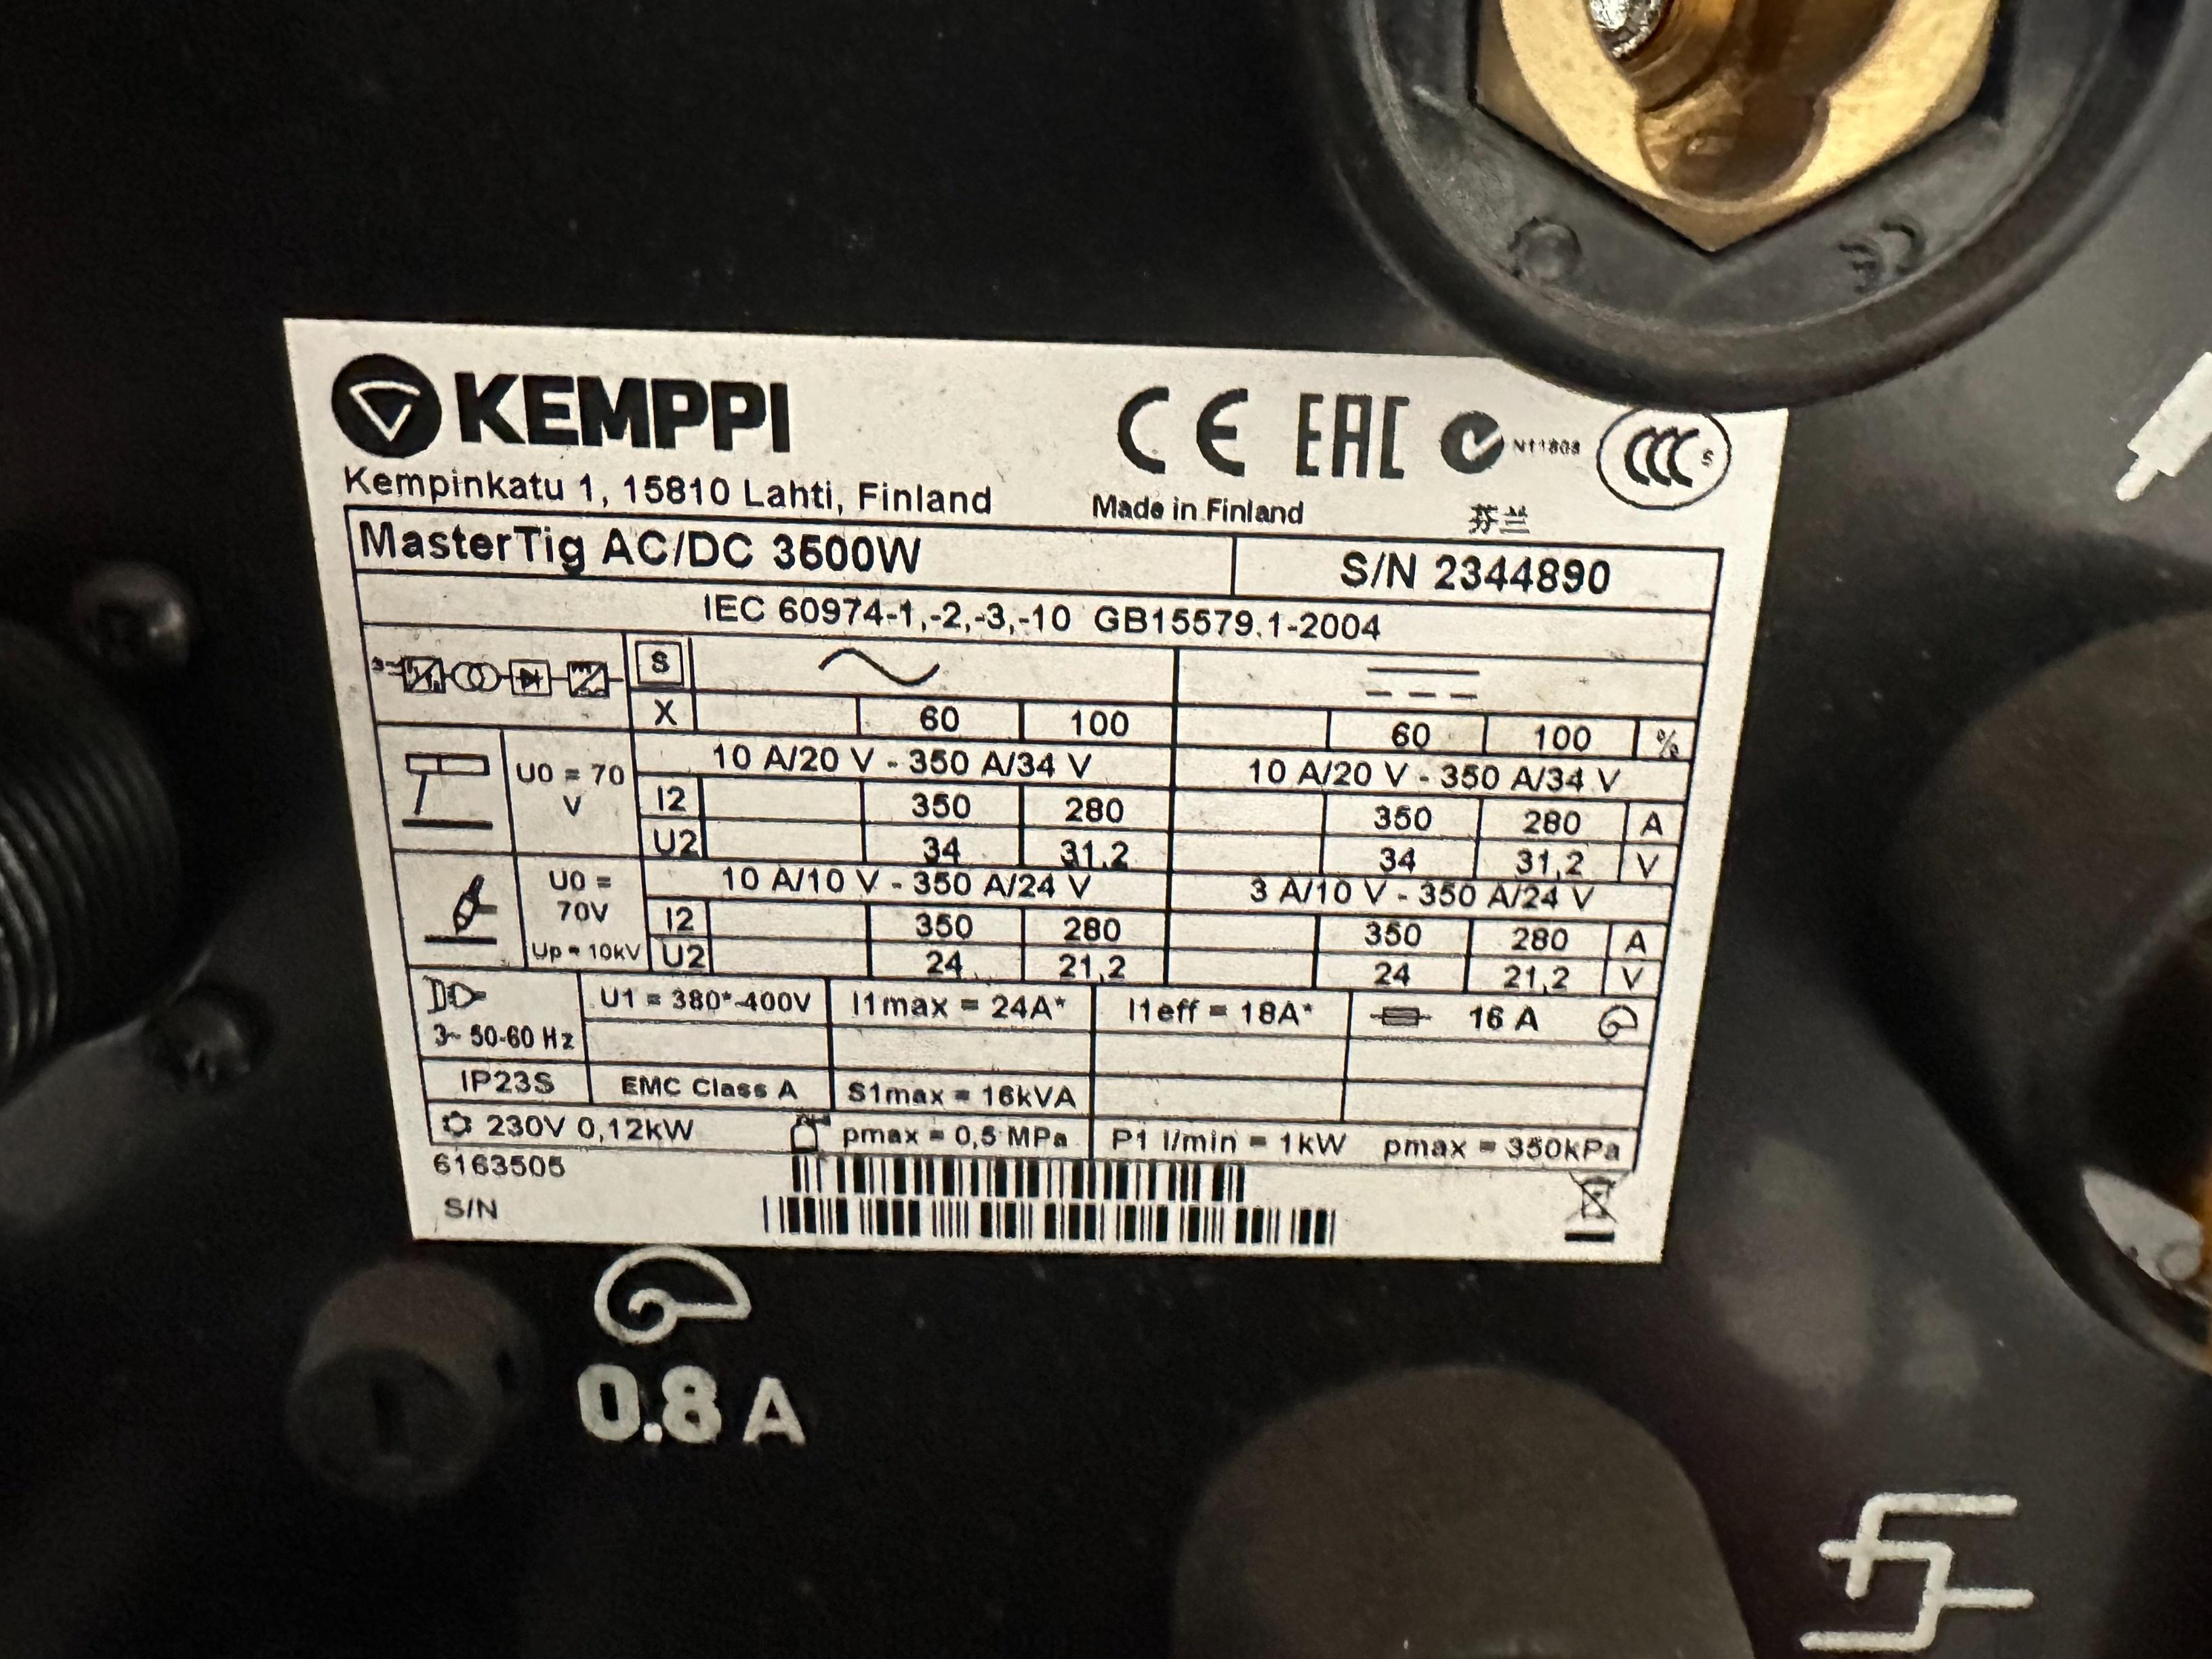 KEMPPI
Kempinkatu 1, 15810 Lahti, Finland
CE EAC N11808 CCC S
Made in Finland 芬兰
MasterTig AC/DC 3500W S/N 2344890
IEC 60974-1,-2,-3,-10 GB15579.1-2004
3~ S
X 60 100 60 100 %
10 A/20 V - 350 A/34 V 10 A/20 V - 350 A/34 V
U0 = 70 V
I2 350 280 350 280 A
U2 34 31,2 34 31,2 V
10 A/10 V - 350 A/24 V 3 A/10 V - 350 A/24 V
U0 = 70V
I2 350 280 350 280 A
Up = 10kV U2 24 21,2 24 21,2 V
U1 = 380*-400V I1max = 24A* I1eff = 18A* 16 A
3~ 50-60 Hz
IP23S EMC Class A S1max = 16kVA
230V 0,12kW pmax = 0,5 MPa P1 l/min = 1kW pmax = 350kPa
6163505
S/N
0.8 A